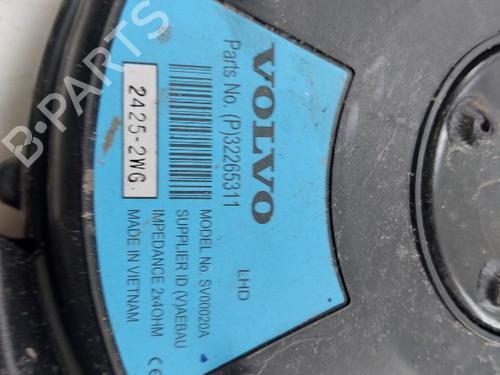 VOLVO
Parts No. (P)32265311
LHD
2425-2WG
MODEL No. SV00020A
SUPPLIER ID (V)AEBAU
IMPEDANCE 2x4OHM
MADE IN VIETNAM
CE
B-PARTS